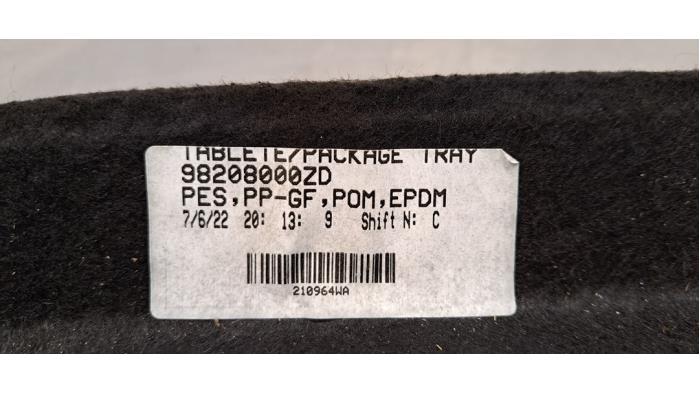 TABLETE/PACKAGE TRAY
98208000ZD
PES,PP-GF,POM,EPDM
7/6/22 20: 13: 9 Shift N: C
210964WA